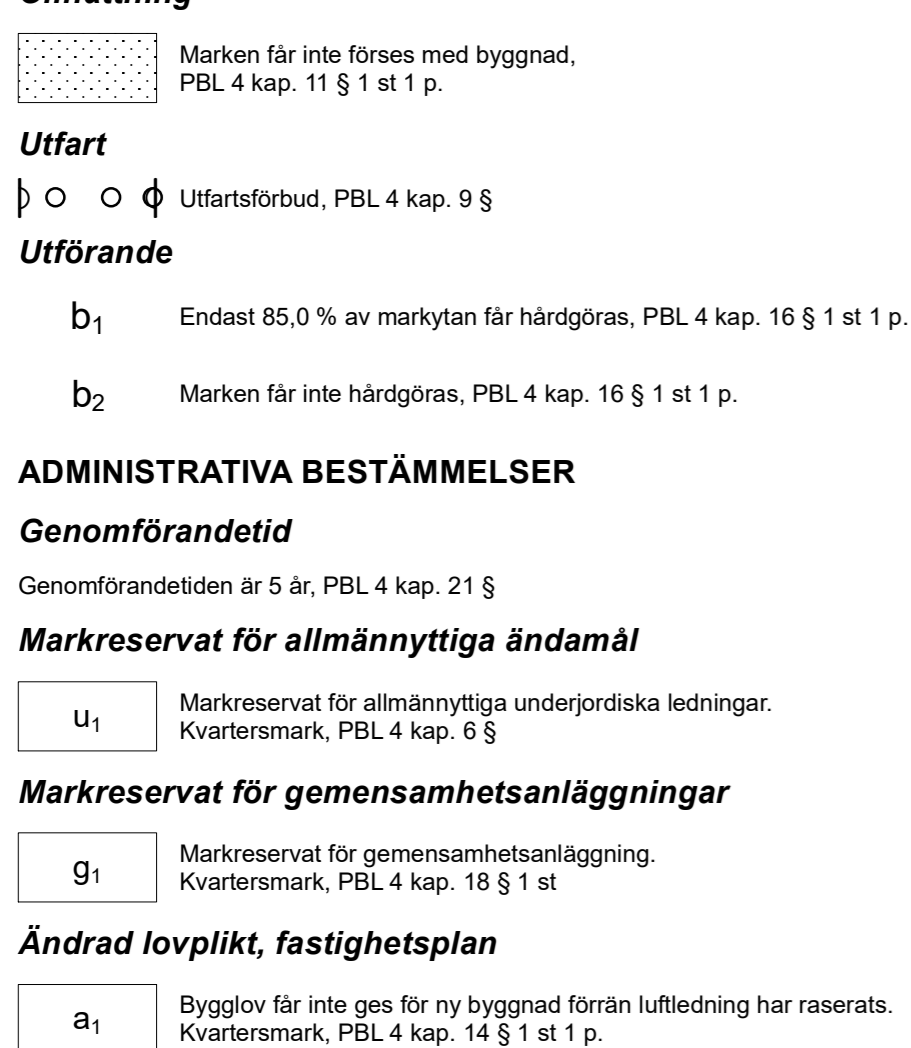 Omfattning
Marken får inte förses med byggnad,
PBL 4 kap. 11 § 1 st 1 p.
Utfart
Utfartsförbud, PBL 4 kap. 9 §
Utförande
b1 Endast 85,0 % av markytan får hårdgöras, PBL 4 kap. 16 § 1 st 1 p.
b2 Marken får inte hårdgöras, PBL 4 kap. 16 § 1 st 1 p.
ADMINISTRATIVA BESTÄMMELSER
Genomförandetid
Genomförandetiden är 5 år, PBL 4 kap. 21 §
Markreservat för allmännyttiga ändamål
u1 Markreservat för allmännyttiga underjordiska ledningar.
Kvartersmark, PBL 4 kap. 6 §
Markreservat för gemensamhetsanläggningar
g1 Markreservat för gemensamhetsanläggning.
Kvartersmark, PBL 4 kap. 18 § 1 st
Ändrad lovplikt, fastighetsplan
a1 Bygglov får inte ges för ny byggnad förrän luftledning har raserats.
Kvartersmark, PBL 4 kap. 14 § 1 st 1 p.